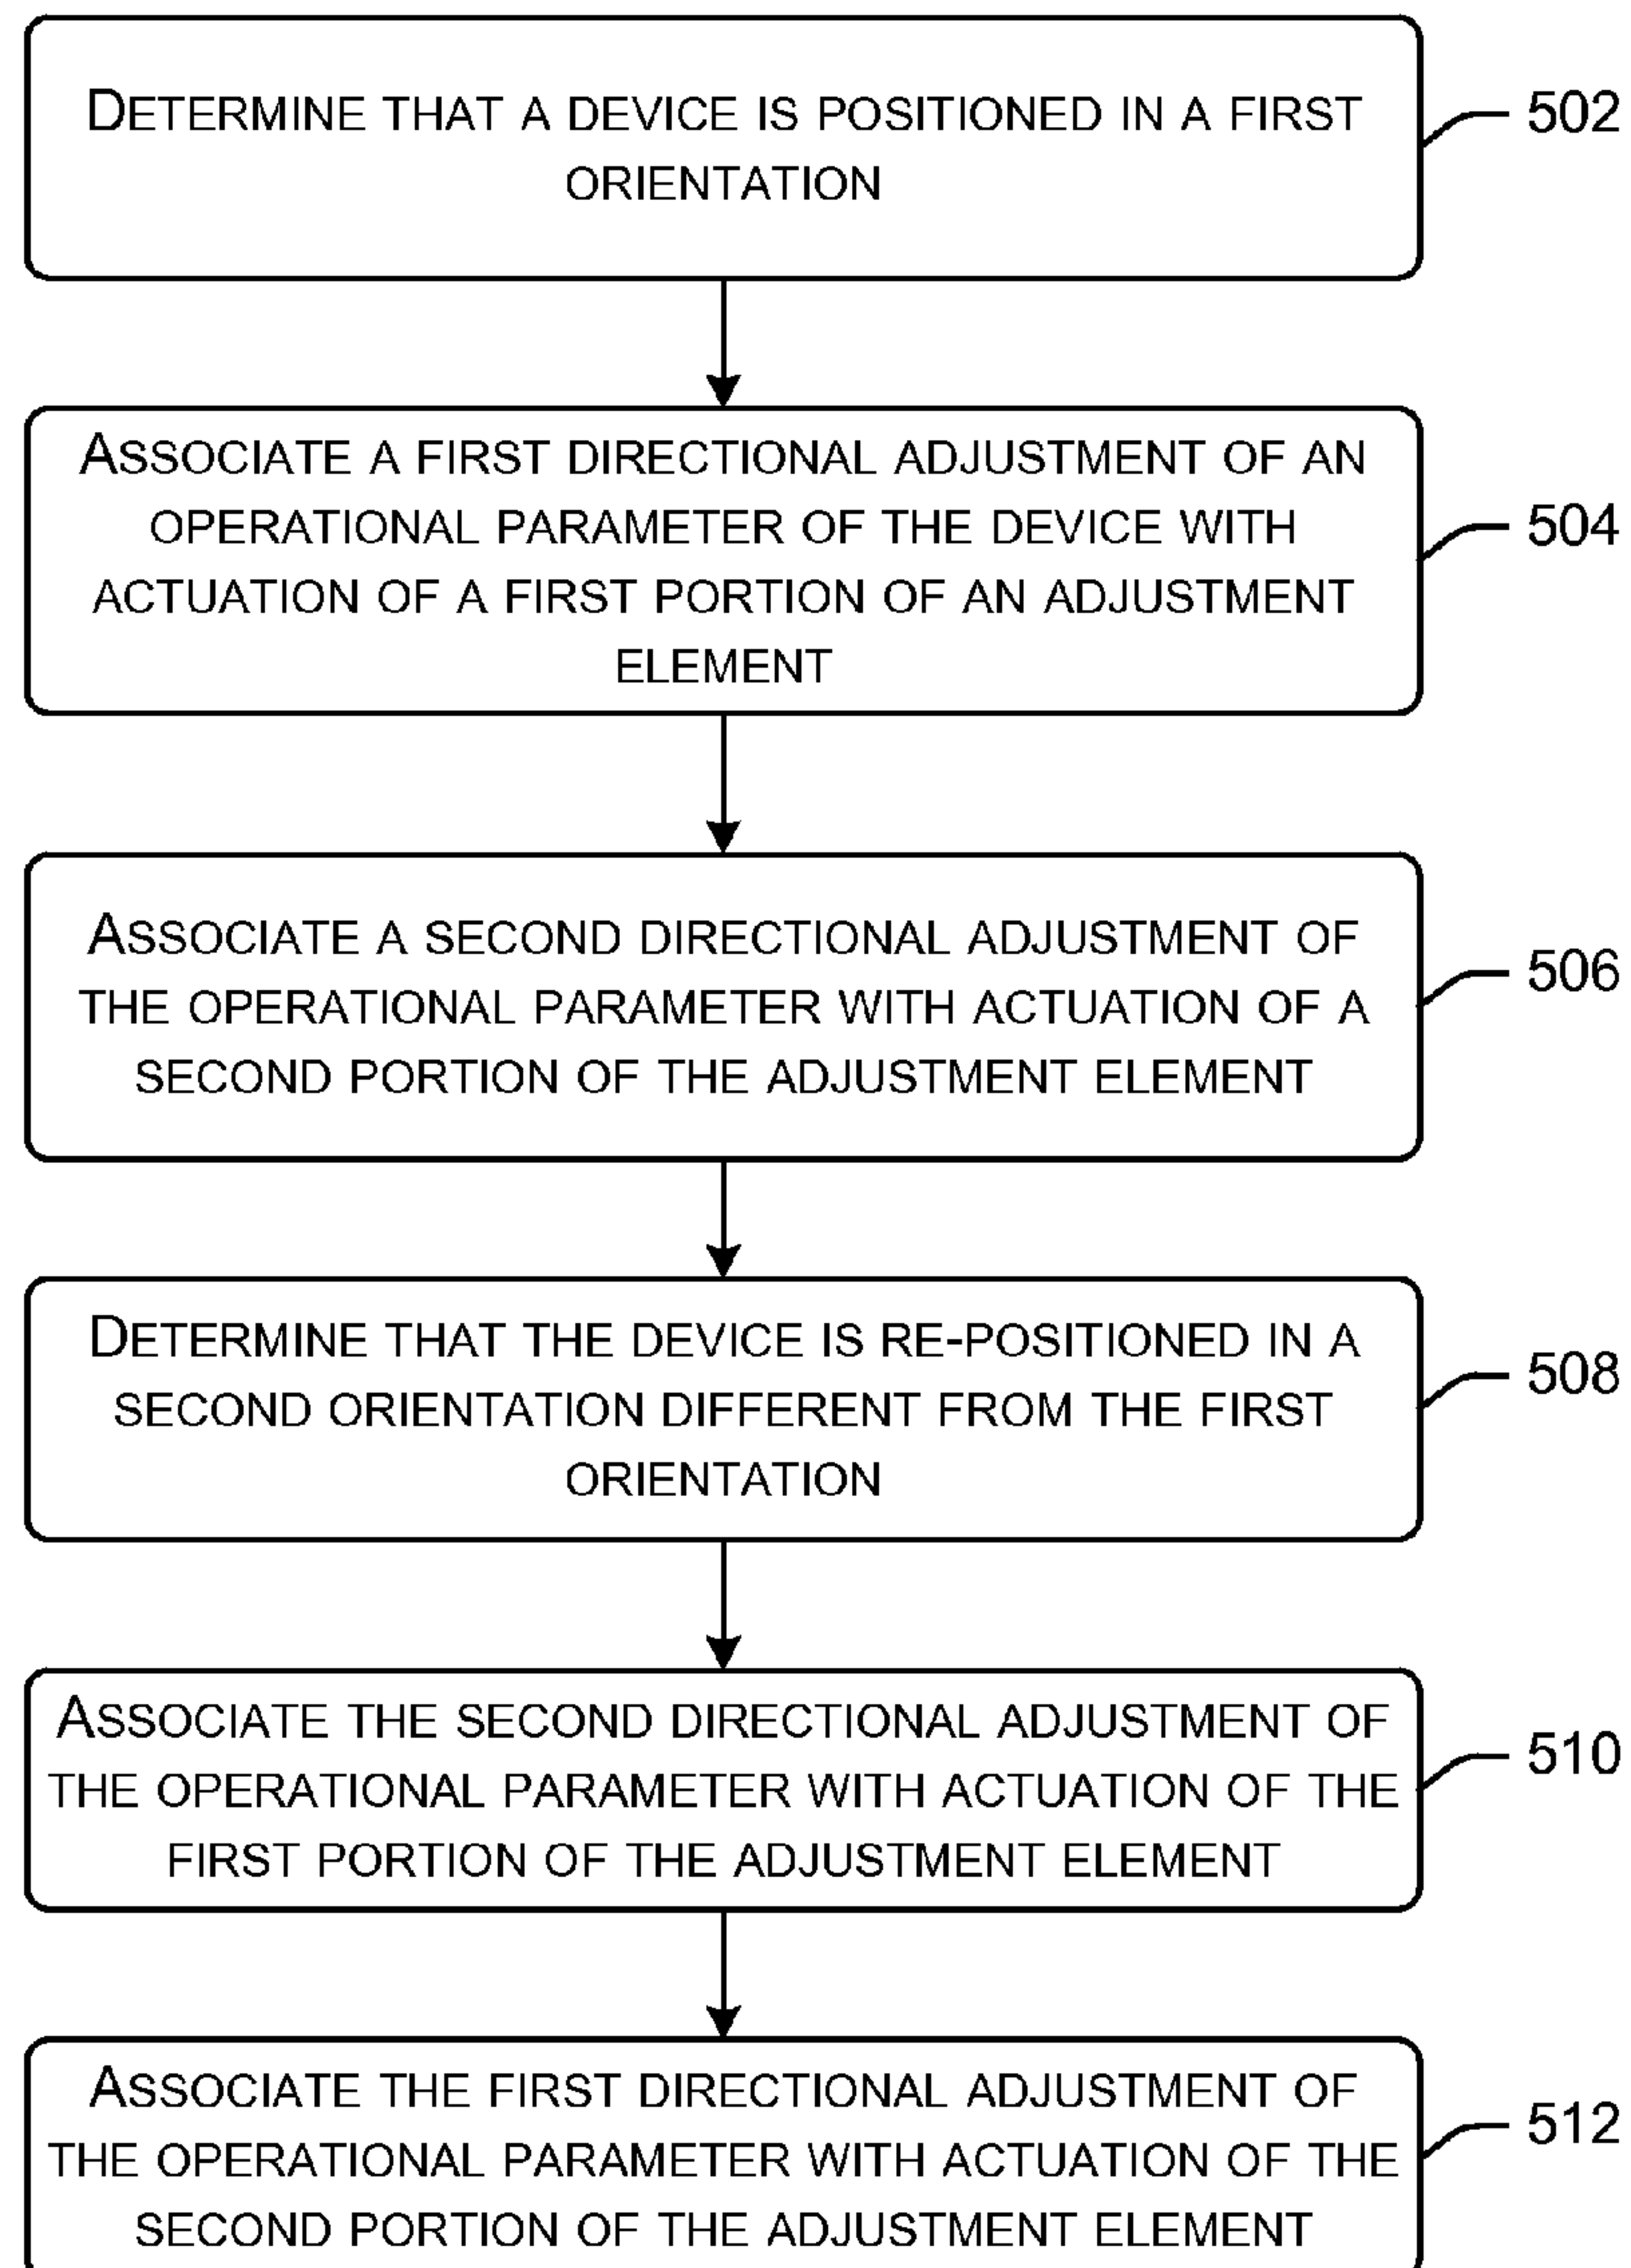 DETERMINE THAT A DEVICE IS POSITIONED IN A FIRST
ORIENTATION
502
ASSOCIATE A FIRST DIRECTIONAL ADJUSTMENT OF AN
OPERATIONAL PARAMETER OF THE DEVICE WITH
ACTUATION OF A FIRST PORTION OF AN ADJUSTMENT
ELEMENT
504
ASSOCIATE A SECOND DIRECTIONAL ADJUSTMENT OF
THE OPERATIONAL PARAMETER WITH ACTUATION OF A
SECOND PORTION OF THE ADJUSTMENT ELEMENT
506
DETERMINE THAT THE DEVICE IS RE-POSITIONED IN A
SECOND ORIENTATION DIFFERENT FROM THE FIRST
ORIENTATION
508
ASSOCIATE THE SECOND DIRECTIONAL ADJUSTMENT OF
THE OPERATIONAL PARAMETER WITH ACTUATION OF THE
FIRST PORTION OF THE ADJUSTMENT ELEMENT
510
ASSOCIATE THE FIRST DIRECTIONAL ADJUSTMENT OF
THE OPERATIONAL PARAMETER WITH ACTUATION OF THE
SECOND PORTION OF THE ADJUSTMENT ELEMENT
512